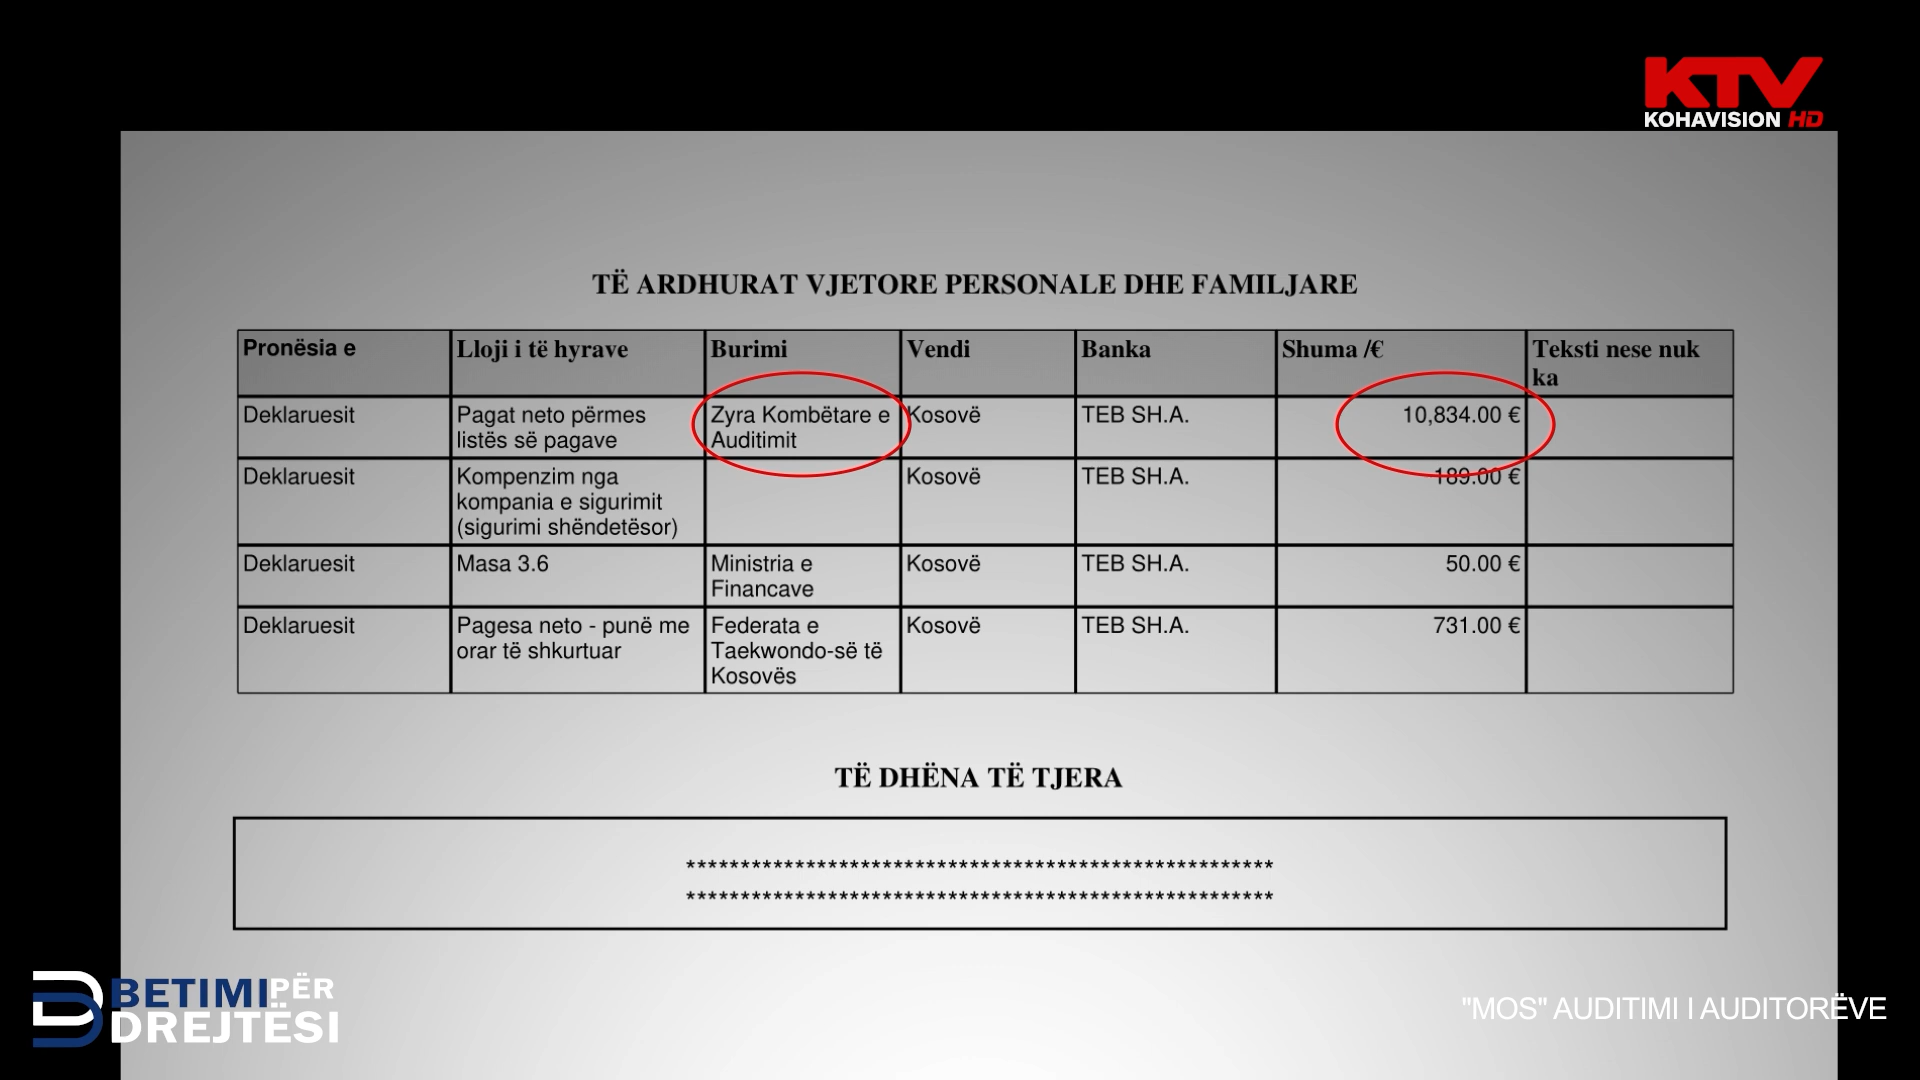 KTV
KOHAVISION HD
TË ARDHURAT VJETORE PERSONALE DHE FAMILJARE
Pronësia e Lloji i të hyrave Burimi Vendi Banka Shuma /€ Teksti nese nuk
ka
Deklaruesit Pagat neto përmes Zyra Kombëtare e Kosovë TEB SH.A. 10,834.00 €
listës së pagave Auditimit
Deklaruesit Kompenzim nga Kosovë TEB SH.A. 189.00 €
kompania e sigurimit
(sigurimi shëndetësor)
Deklaruesit Masa 3.6 Ministria e Kosovë TEB SH.A. 50.00 €
Financave
Deklaruesit Pagesa neto - punë me Federata e Kosovë TEB SH.A. 731.00 €
orar të shkurtuar Taekwondo-së të
Kosovës
TË DHËNA TË TJERA
******************************************************
******************************************************
BETIMI PËR
DREJTËSI
"MOS" AUDITIMI I AUDITORËVE